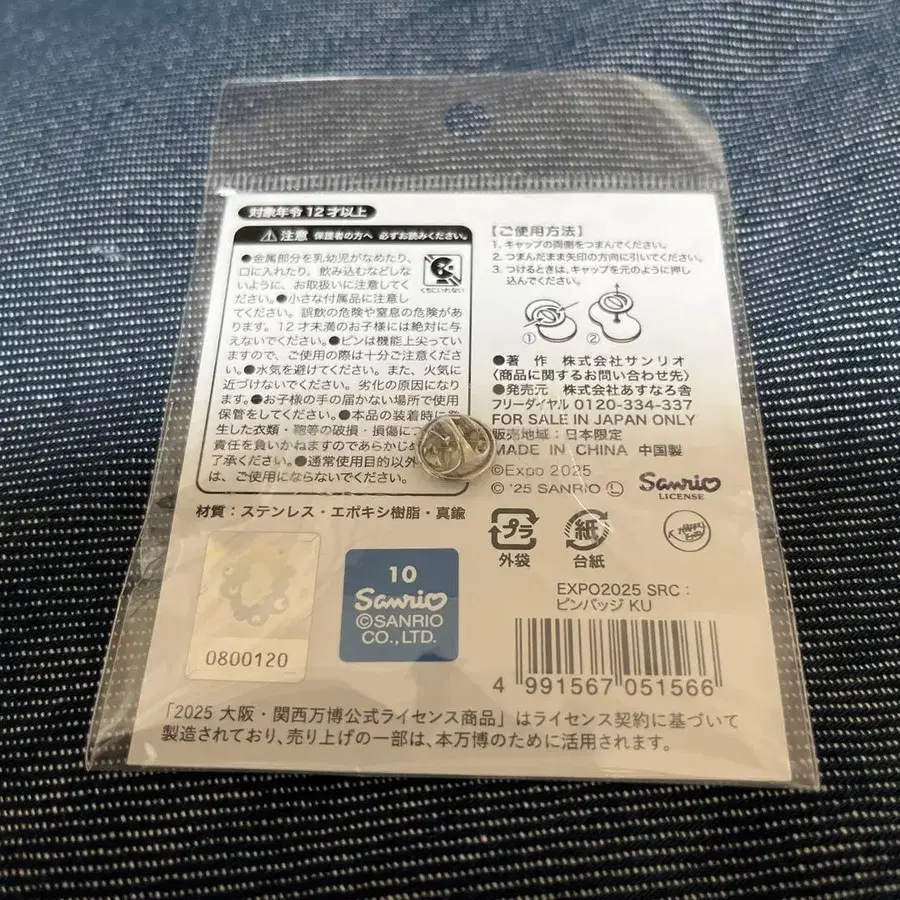 対象年令12才以上
⚠注意 保護者の方へ 必ずお読みください。
●金属部分を乳幼児がなめたり、
口に入れたり、飲み込むなどしな
いように、お取扱いに注意してく
ださい。●小さな付属品に注意し
てください。誤飲の危険や窒息の危険があ
ります。12才未満のお子様には絶対に与
えないでください。●ピンは機能上尖ってい
ますので、ご使用の際は十分ご注意ください
。●水気を避けてください。また、火気に
近づけないでください。劣化の原因になりま
す。●お子様の手の届かない場所で使用
保管をしてください。●本品の装着時に発
生した衣類・鞄等の破損・損傷につ
責任を負いかねますのであらかじめ
了承ください。●通常使用目的以外
は、ご使用にならないでください。
くちにいれない
材質:ステンレス・エポキシ樹脂・真鍮
【ご使用方法】
1. キャップの両側をつまんでください。
2. つまんだまま矢印の方向に引いてください。
3. つけるときは、キャップを元のように押し
込んでください。
① ②
●著 作 株式会社サンリオ
〈商品に関するお問い合わせ先〉
●発売元 株式会社あすなろ舎
フリーダイヤル 0120-334-337
FOR SALE IN JAPAN ONLY
販売地域:日本限定
MADE IN CHINA 中国製
©Expo 2025
© '25 SANRIO Ⓛ
Sanrio
LICENSE
プラ
外袋
紙
台紙
0800120
10
Sanrio
©SANRIO
CO.,LTD.
EXPO2025 SRC:
ピンバッジ KU
4 991567 051566
「2025 大阪・関西万博公式ライセンス商品」はライセンス契約に基づいて
製造されており、売り上げの一部は、本万博のために活用されます。